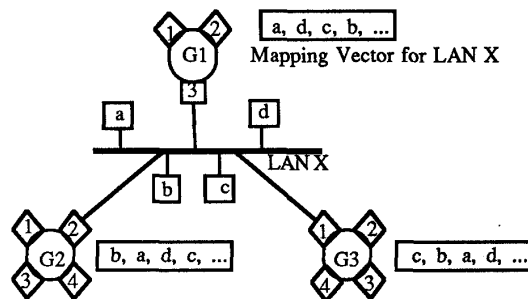 1 2 a, d, c, b, ...
G1 Mapping Vector for LAN X
3
a d
LAN X
b c
1 2 1 2
G2 b, a, d, c, ... G3 c, b, a, d, ...
3 4 4 3